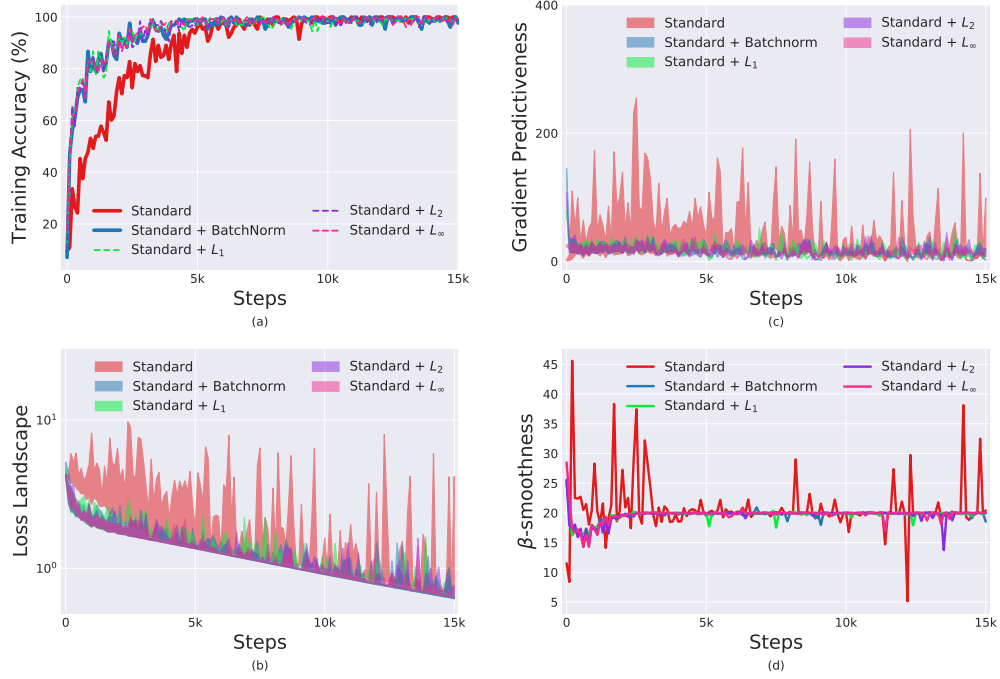 100
80
60
40
20
Training Accuracy (%)
Standard
Standard + BatchNorm
Standard + L₁
Standard + L₂
Standard + L∞
0
5k
10k
15k
Steps
(a)
400
200
0
Gradient Predictiveness
Standard
Standard + Batchnorm
Standard + L₁
Standard + L₂
Standard + L∞
0
5k
10k
15k
Steps
(c)
10¹
10⁰
Loss Landscape
Standard
Standard + Batchnorm
Standard + L₁
Standard + L₂
Standard + L∞
0
5k
10k
15k
Steps
(b)
45
40
35
30
25
20
15
10
5
β-smoothness
Standard
Standard + Batchnorm
Standard + L₁
Standard + L₂
Standard + L∞
0
5k
10k
15k
Steps
(d)